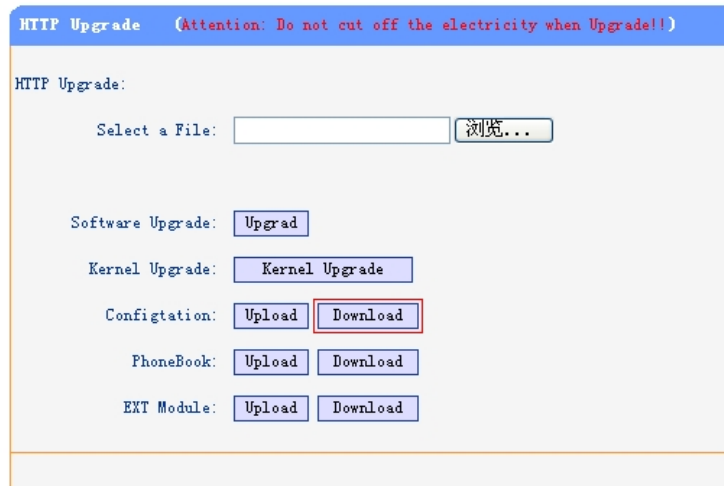 HTTP Upgrade (Attention: Do not cut off the electricity when Upgrade!!)
HTTP Upgrade:
Select a File: 浏览...
Software Upgrade: Upgrad
Kernel Upgrade: Kernel Upgrade
Configtation: Upload Download
PhoneBook: Upload Download
EXT Module: Upload Download